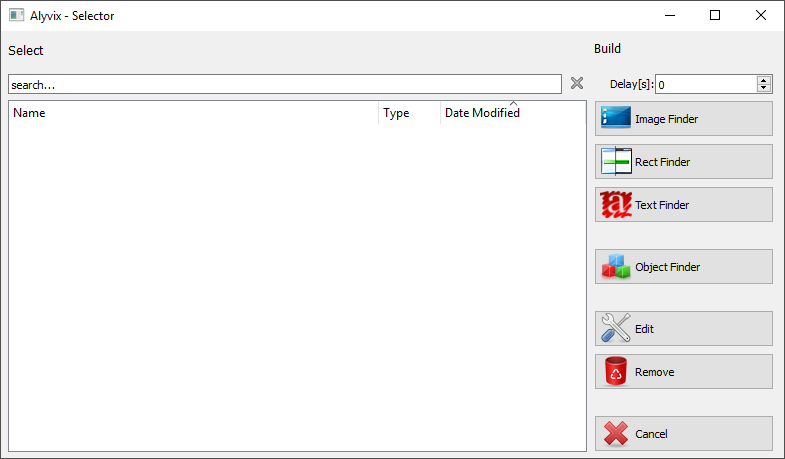 Alyvix - Selector
Select
Build
search...
Delay[s]: 0
Name Type Date Modified
Image Finder
Rect Finder
a Text Finder
Object Finder
Edit
Remove
Cancel